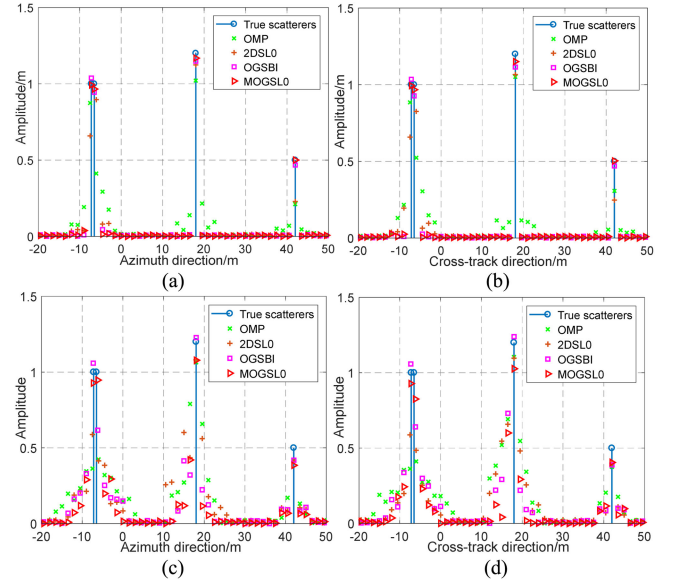 1.5
Amplitude/m
1
0.5
0
True scatterers
OMP
2DSL0
OGSBI
MOGSL0
-20 -10 0 10 20 30 40 50
Azimuth direction/m
(a)
1.5
Amplitude/m
1
0.5
0
True scatterers
OMP
2DSL0
OGSBI
MOGSL0
-20 -10 0 10 20 30 40 50
Cross-track direction/m
(b)
1.5
Amplitude
1
0.5
0
True scatterers
OMP
2DSL0
OGSBI
MOGSL0
-20 -10 0 10 20 30 40 50
Azimuth direction/m
(c)
1.5
Amplitude
1
0.5
0
True scatterers
OMP
2DSL0
OGSBI
MOGSL0
-20 -10 0 10 20 30 40 50
Cross-track direction/m
(d)